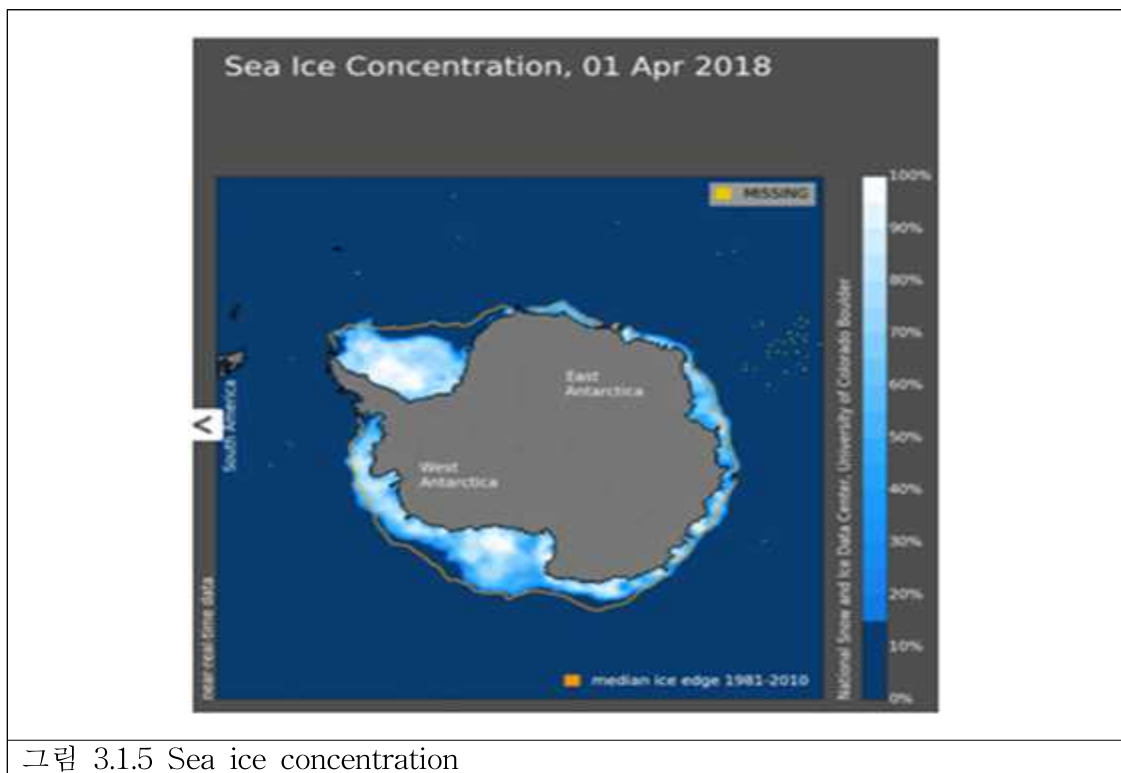 Sea Ice Concentration, 01 Apr 2018
MISSING
100%
90%
80%
70%
60%
50%
40%
30%
20%
10%
0%
National Snow and Ice Data Center, University of Colorado Boulder
East
Antarctica
West
Antarctica
South America
<
near-real-time data
median ice edge 1981-2010
그림 3.1.5 Sea ice concentration